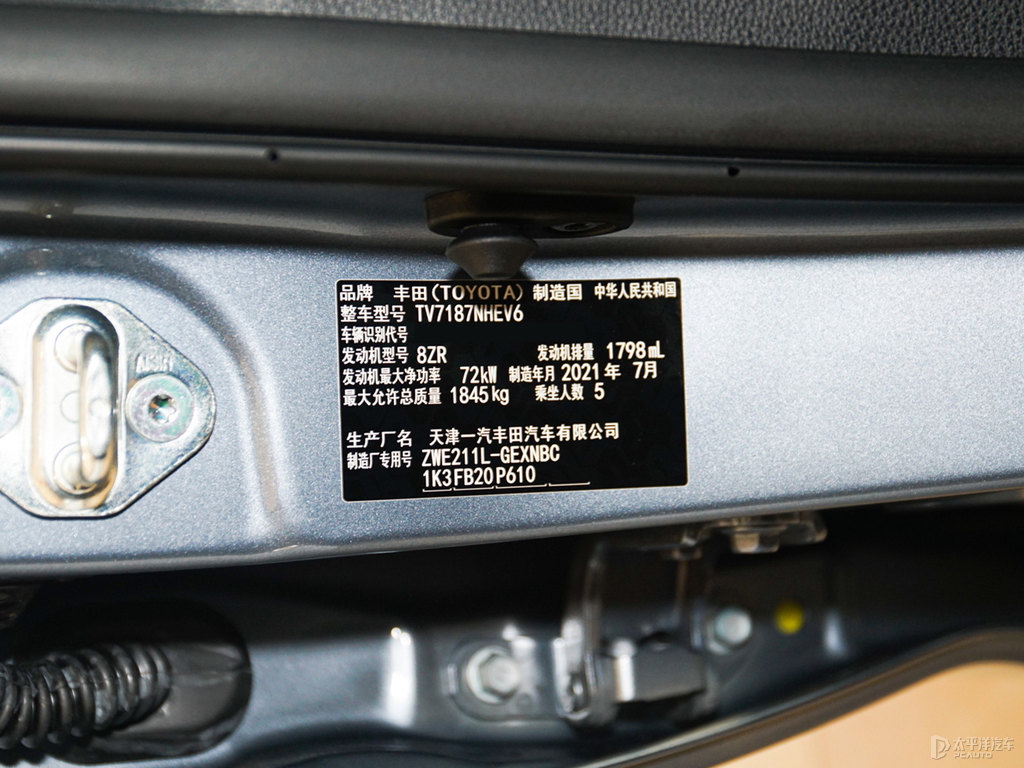 品牌 丰田(TOYOTA) 制造国 中华人民共和国
整车型号 TV7187NHEV6
车辆识别代号
发动机型号 8ZR 发动机排量 1798mL
发动机最大净功率 72kW 制造年月 2021年 7月
最大允许总质量 1845kg 乘坐人数 5
生产厂名 天津一汽丰田汽车有限公司
制造厂专用号 ZWE211L-GEXNBC
1K3FB20P610
太平洋汽车
PCAUTO